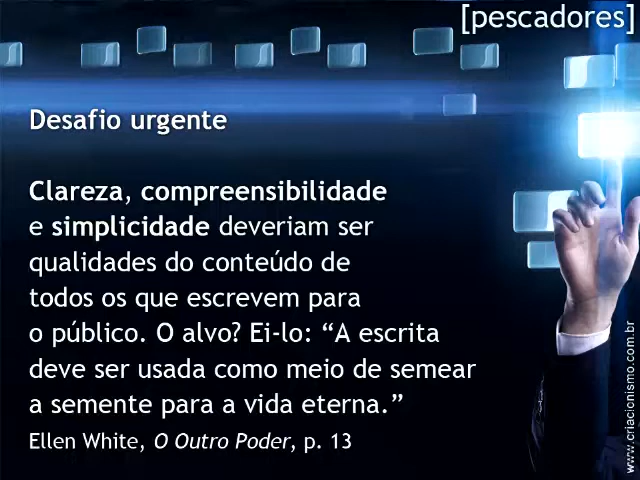 [pescadores]
Desafio urgente
Clareza, compreensibilidade
e simplicidade deveriam ser
qualidades do conteúdo de
todos os que escrevem para
o público. O alvo? Ei-lo: “A escrita
deve ser usada como meio de semear
a semente para a vida eterna.”
Ellen White, O Outro Poder, p. 13
www.criacionismo.com.br